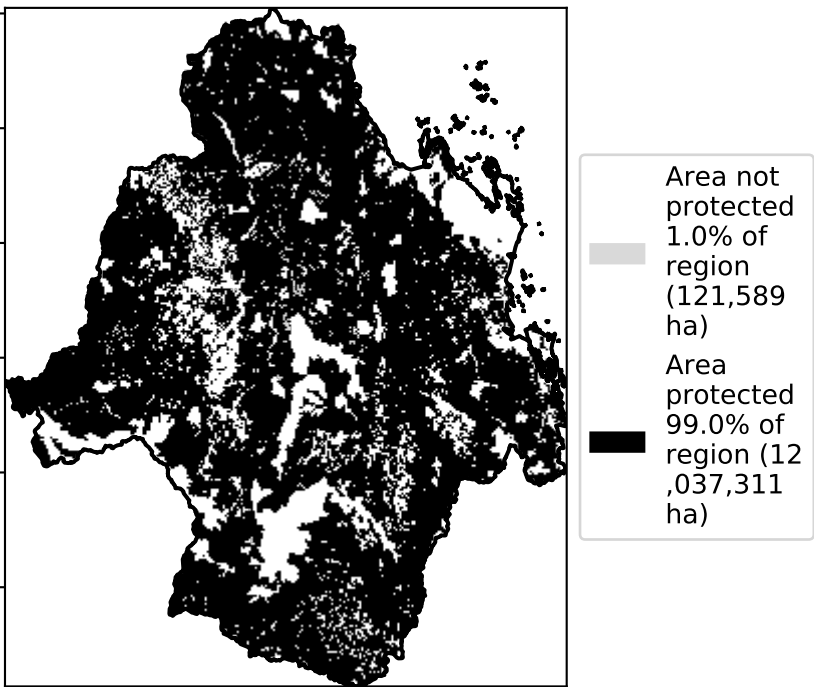 Area not
protected
1.0% of
region
(121,589
ha)
Area
protected
99.0% of
region (12
,037,311
ha)